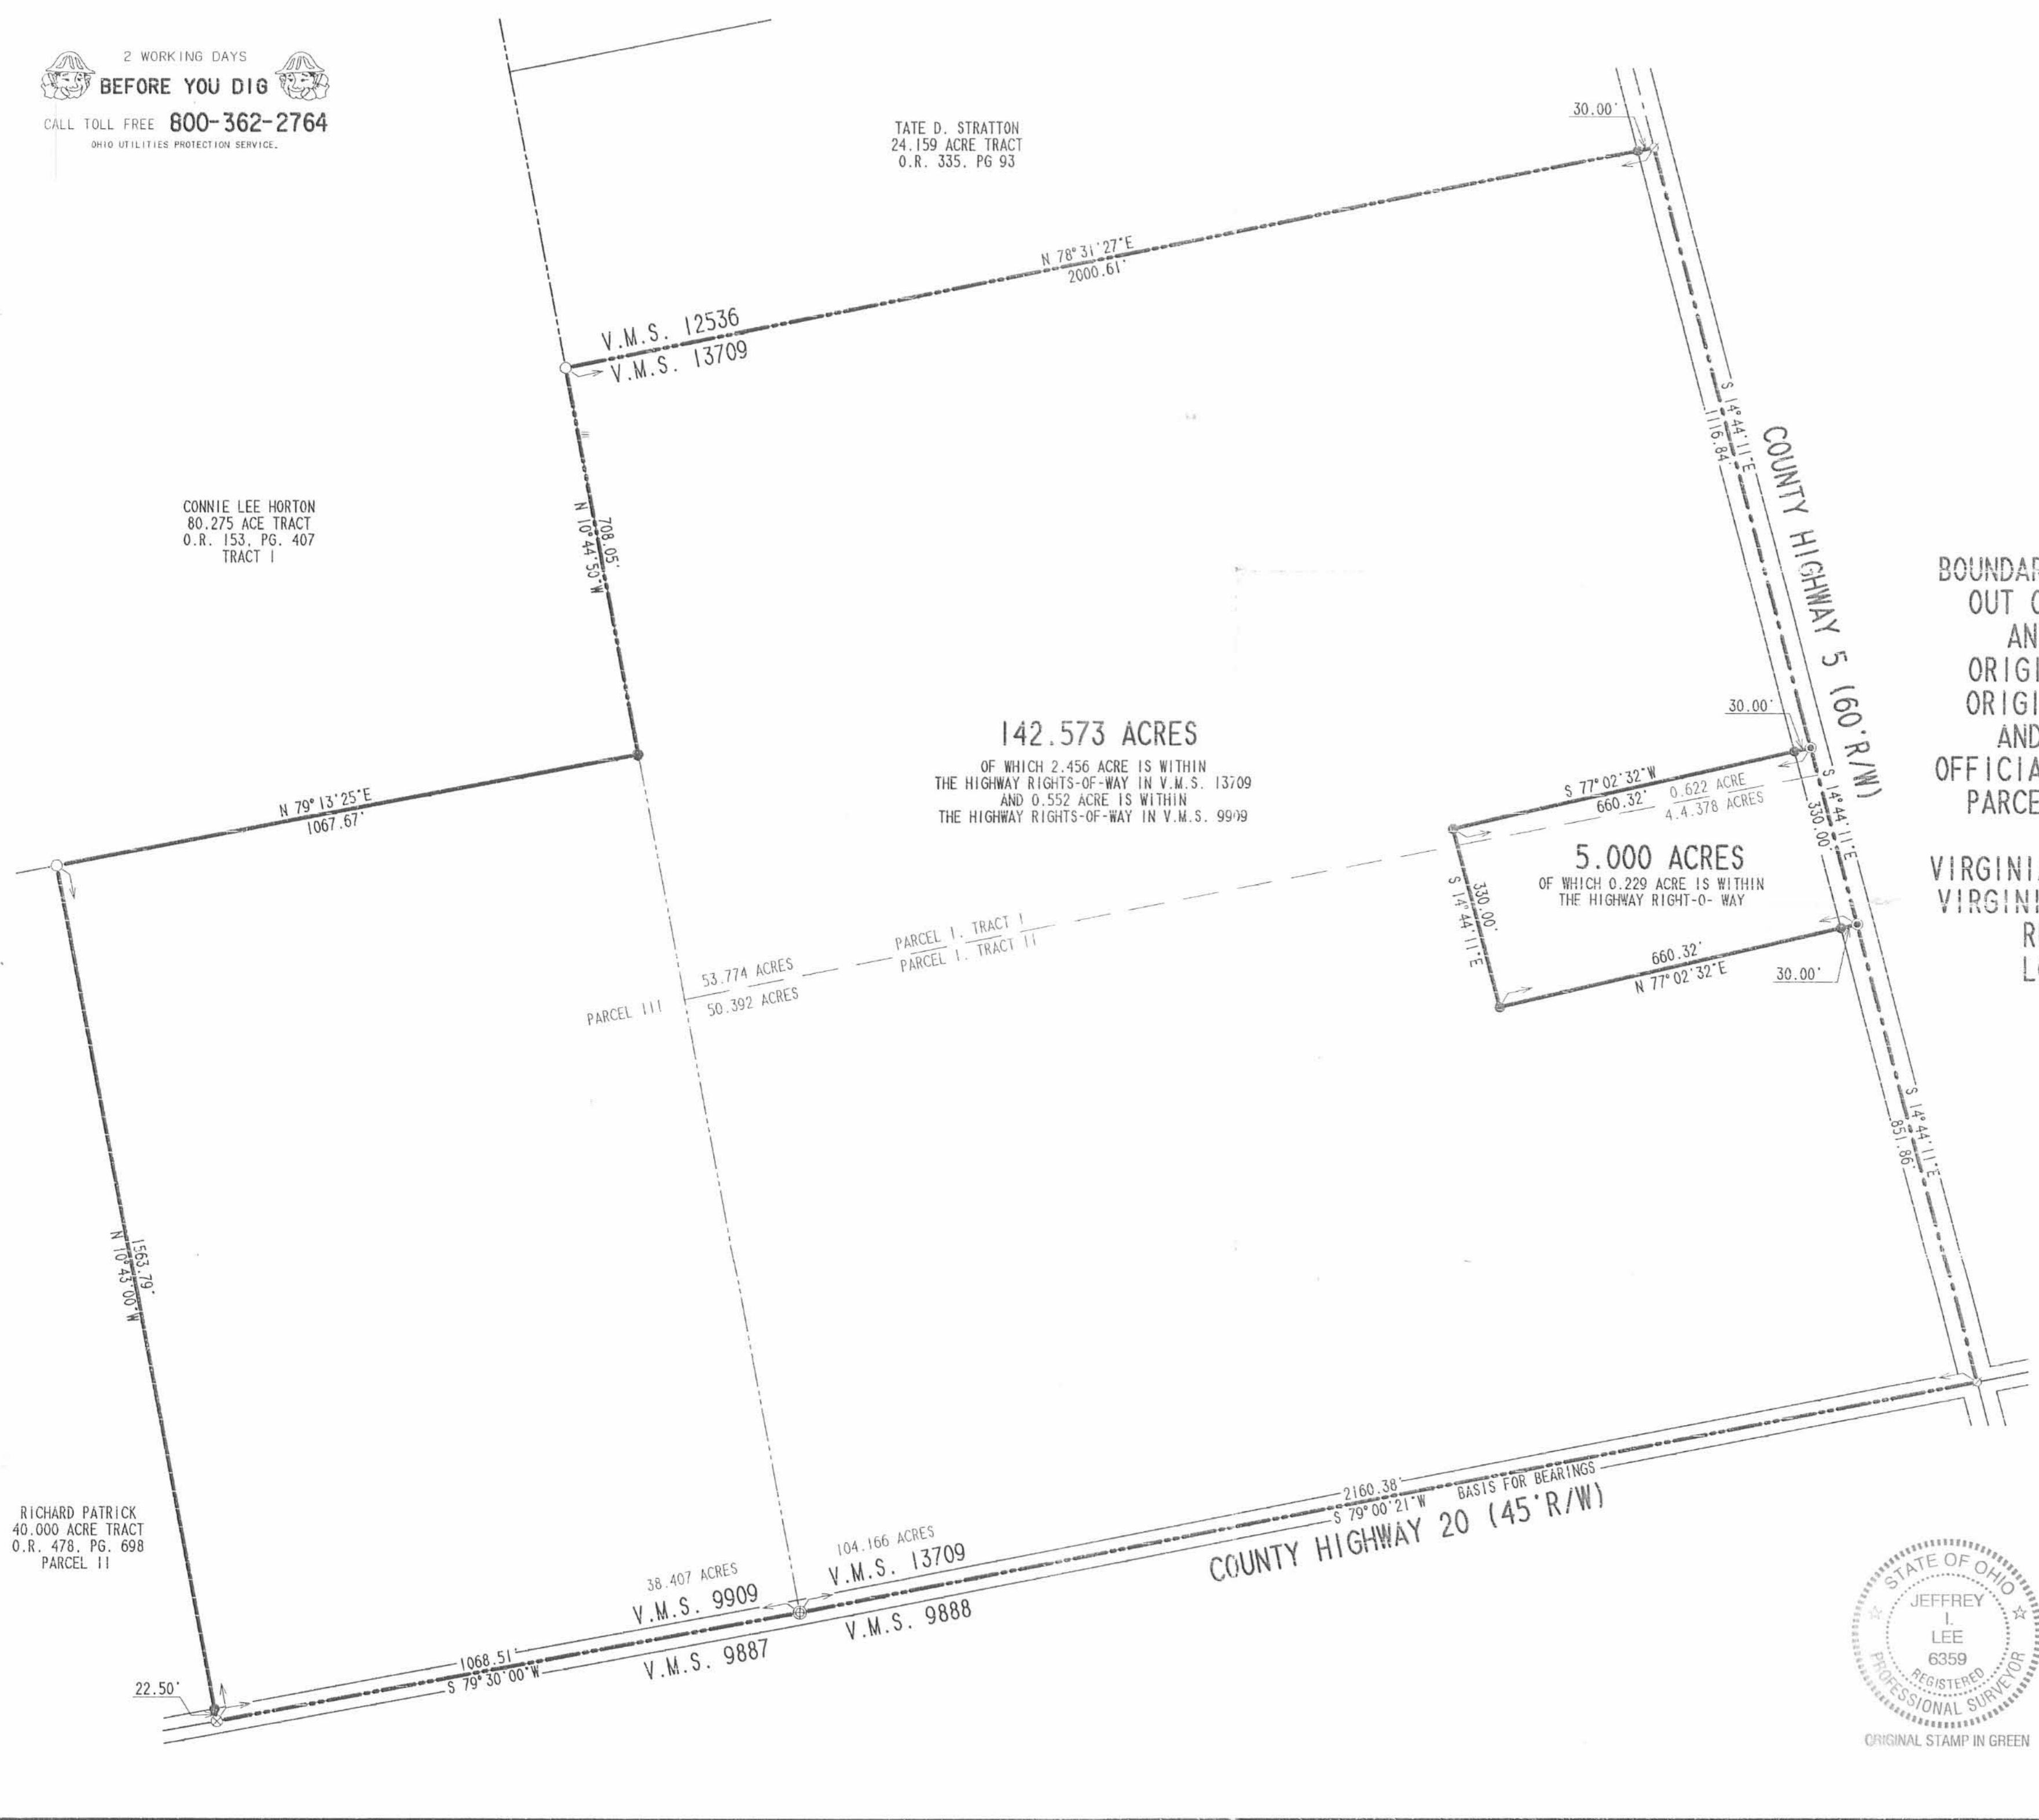 2 WORKING DAYS
BEFORE YOU DIG
CALL TOLL FREE 800-362-2764
OHIO UTILITIES PROTECTION SERVICE.
TATE D. STRATTON
24.159 ACRE TRACT
O.R. 335. PG 93
30.00'
N 78°31'27"E
2000.61'
V.M.S. 12536
V.M.S. 13709
S 14°44'11"E
1116.84'
COUNTY HIGHWAY 5 (60'R/W)
CONNIE LEE HORTON
80.275 ACE TRACT
O.R. 153. PG. 407
TRACT I
708.05'
N 10°44'50"W
BOUNDAR
OUT
AN
ORIGI
ORIGI
AND
OFFICIA
PARCE
VIRGINI
VIRGINI
R
L
142.573 ACRES
OF WHICH 2.456 ACRE IS WITHIN
THE HIGHWAY RIGHTS-OF-WAY IN V.M.S. 13709
AND 0.552 ACRE IS WITHIN
THE HIGHWAY RIGHTS-OF-WAY IN V.M.S. 9909
30.00'
S 77°02'32"W
660.32'
0.622 ACRE
4.4.378 ACRES
S 14°44'11"E
330.00'
N 79°13'25"E
1067.67'
5.000 ACRES
OF WHICH 0.229 ACRE IS WITHIN
THE HIGHWAY RIGHT-O- WAY
330.00'
S 14°44'11"E
660.32'
N 77°02'32"E
30.00'
PARCEL I. TRACT I
PARCEL I. TRACT II
53.774 ACRES
50.392 ACRES
PARCEL III
S 14°44'11"E
851.86'
1563.79'
N 10°43'00"W
RICHARD PATRICK
40.000 ACRE TRACT
O.R. 478. PG. 698
PARCEL II
2160.38'
S 79°00'21"W
BASIS FOR BEARINGS
COUNTY HIGHWAY 20 (45'R/W)
104.166 ACRES
V.M.S. 13709
38.407 ACRES
V.M.S. 9909
V.M.S. 9888
V.M.S. 9887
1068.51'
S 79°30'00"W
22.50'
STATE OF OHIO
JEFFREY
I.
LEE
6359
REGISTERED
PROFESSIONAL SURVEYOR
ORIGINAL STAMP IN GREEN